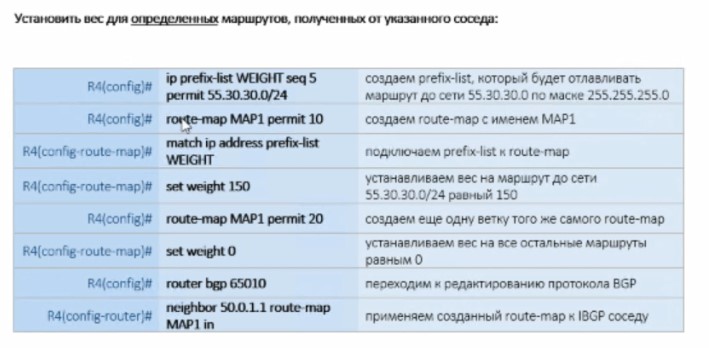 Установить вес для определенных маршрутов, полученных от указанного соседа:
R4(config)# ip prefix-list WEIGHT seq 5 permit 55.30.30.0/24 создаем prefix-list, который будет отлавливать маршрут до сети 55.30.30.0 по маске 255.255.255.0
R4(config)# route-map MAP1 permit 10 создаем route-map с именем MAP1
R4(config-route-map)# match ip address prefix-list WEIGHT подключаем prefix-list к route-map
R4(config-route-map)# set weight 150 устанавливаем вес на маршрут до сети 55.30.30.0/24 равный 150
R4(config)# route-map MAP1 permit 20 создаем еще одну ветку того же самого route-map
R4(config-route-map)# set weight 0 устанавливаем вес на все остальные маршруты равным 0
R4(config)# router bgp 65010 переходим к редактированию протокола BGP
R4(config-router)# neighbor 50.0.1.1 route-map MAP1 in применяем созданный route-map к IBGP соседу